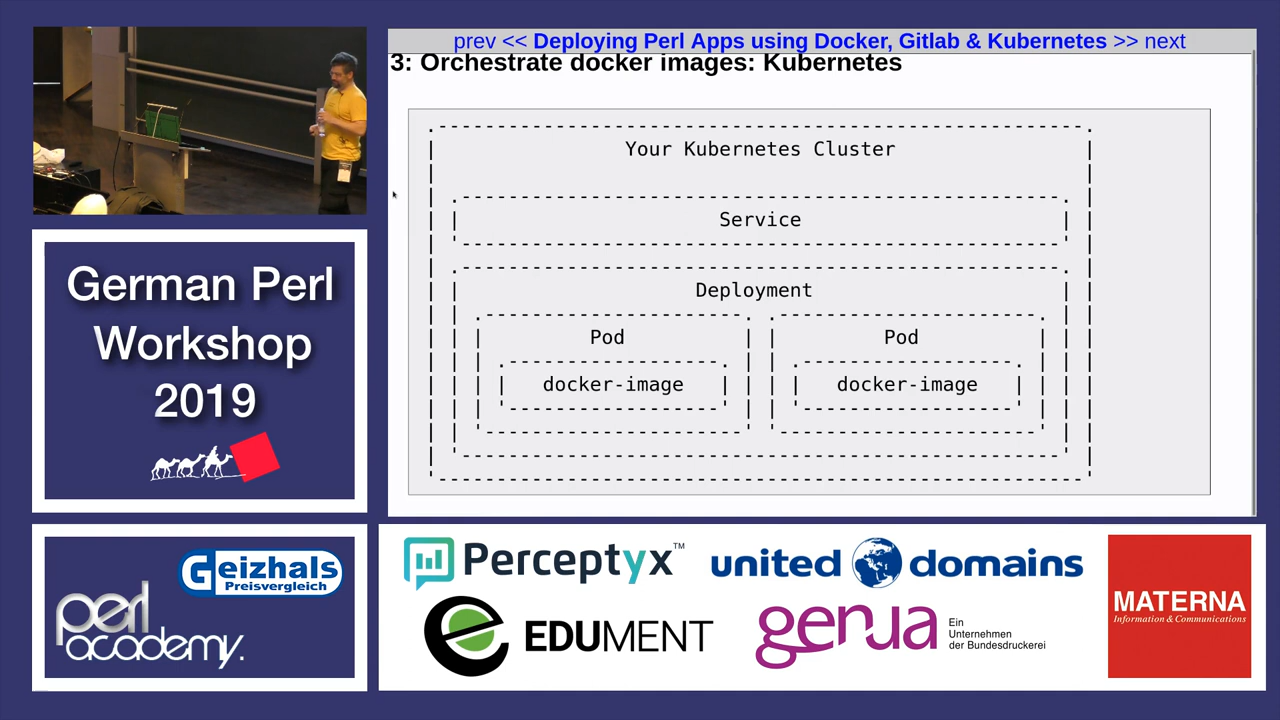 prev << Deploying Perl Apps using Docker, Gitlab & Kubernetes >> next
3: Orchestrate docker images: Kubernetes
Your Kubernetes Cluster
Service
Deployment
Pod
Pod
docker-image
docker-image
German Perl
Workshop
2019
Geizhals
Preisvergleich
perl
academy.
Perceptyx™
united domains
EDUMENT
genua
Ein
Unternehmen
der Bundesdruckerei
MATERNA
Information & Communications